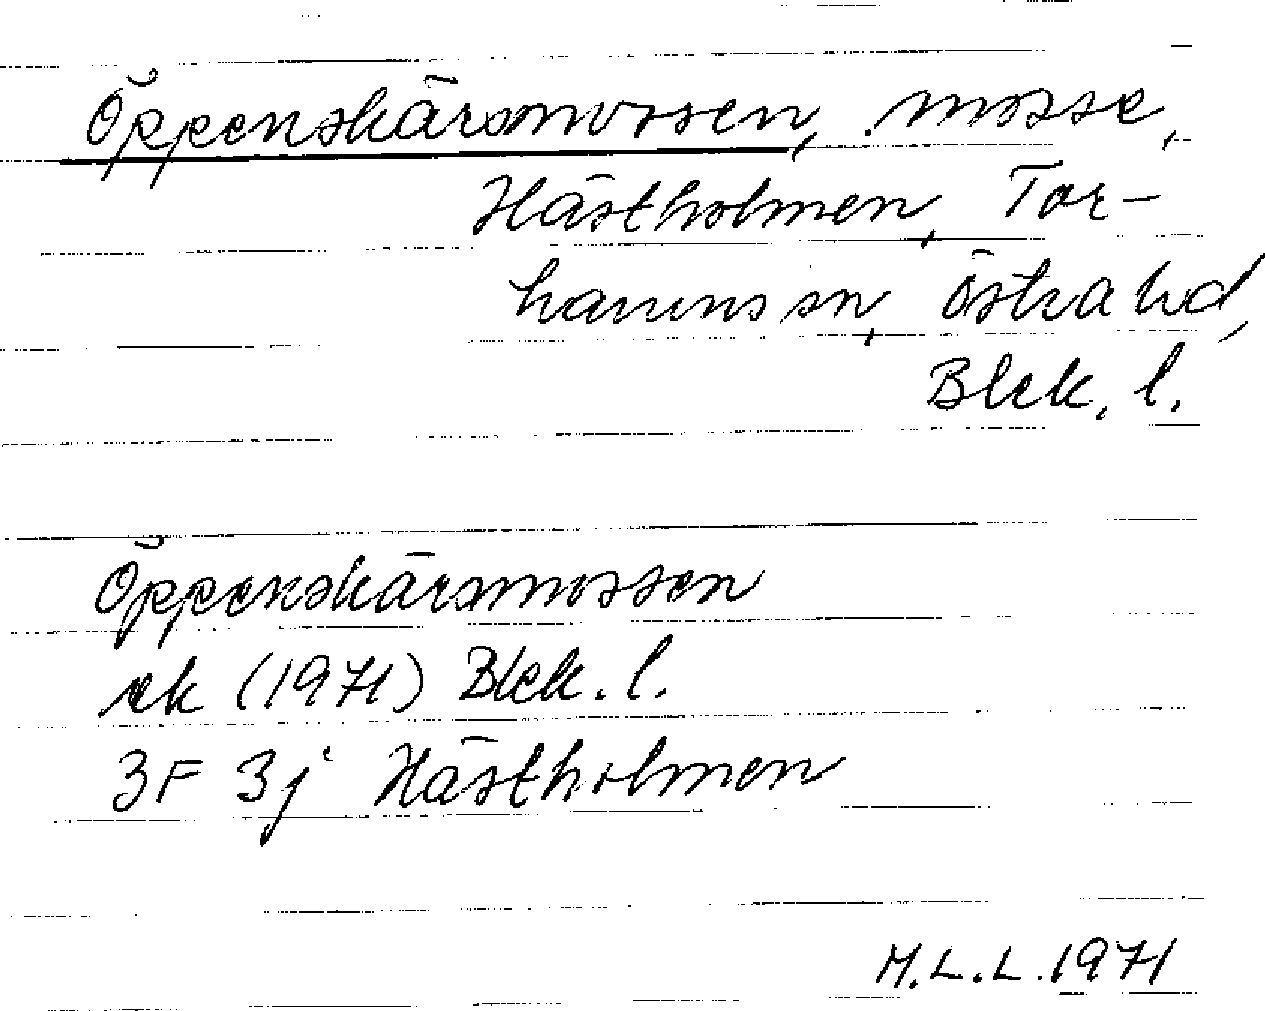 Öppenskärsmossen, mosse,
Hästholmen, Tor-
hamns sn, Östra hd,
Blek. l.
Öppenskärsmossen
ek (1971) Blek. l.
3F 3j Hästholmen
M.L.L. 1971